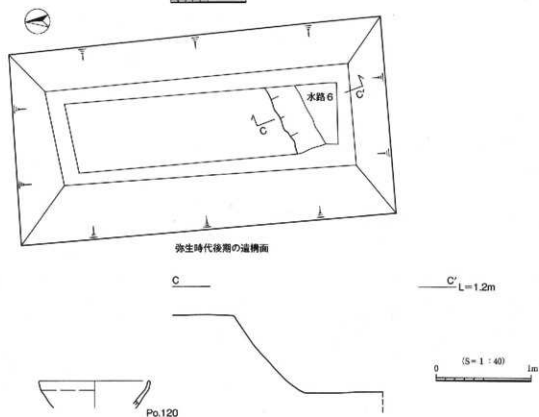 水路6
C
C'
弥生時代後期の遺構面
C
C' L=1.2m
(S=1:40)
0 1m
Po.120